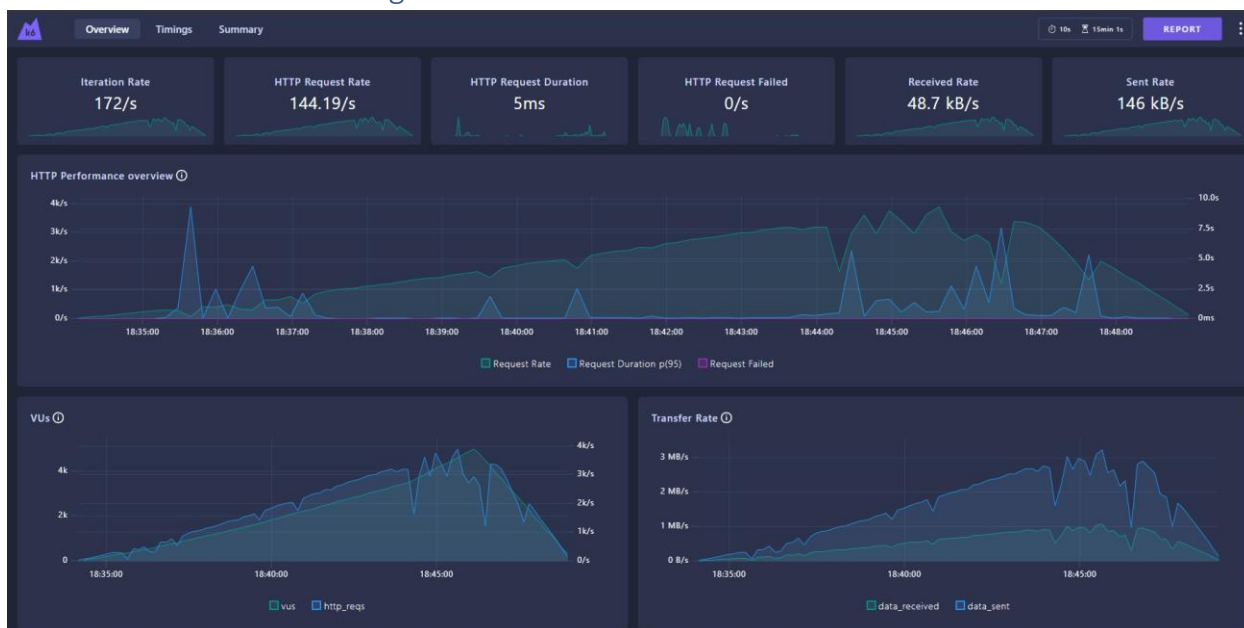 k6 Overview Timings Summary 10s 15min 1s REPORT
Iteration Rate
172/s
HTTP Request Rate
144.19/s
HTTP Request Duration
5ms
HTTP Request Failed
0/s
Received Rate
48.7 kB/s
Sent Rate
146 kB/s
HTTP Performance overview
4k/s
3k/s
2k/s
1k/s
0/s
10.0s
7.5s
5.0s
2.5s
0ms
18:35:00 18:36:00 18:37:00 18:38:00 18:39:00 18:40:00 18:41:00 18:42:00 18:43:00 18:44:00 18:45:00 18:46:00 18:47:00 18:48:00
Request Rate Request Duration p(95) Request Failed
VUs
4k
2k
0
4k/s
3k/s
2k/s
1k/s
0/s
18:35:00 18:40:00 18:45:00
vus http_reqs
Transfer Rate
3 MB/s
2 MB/s
1 MB/s
0 B/s
18:35:00 18:40:00 18:45:00
data_received data_sent